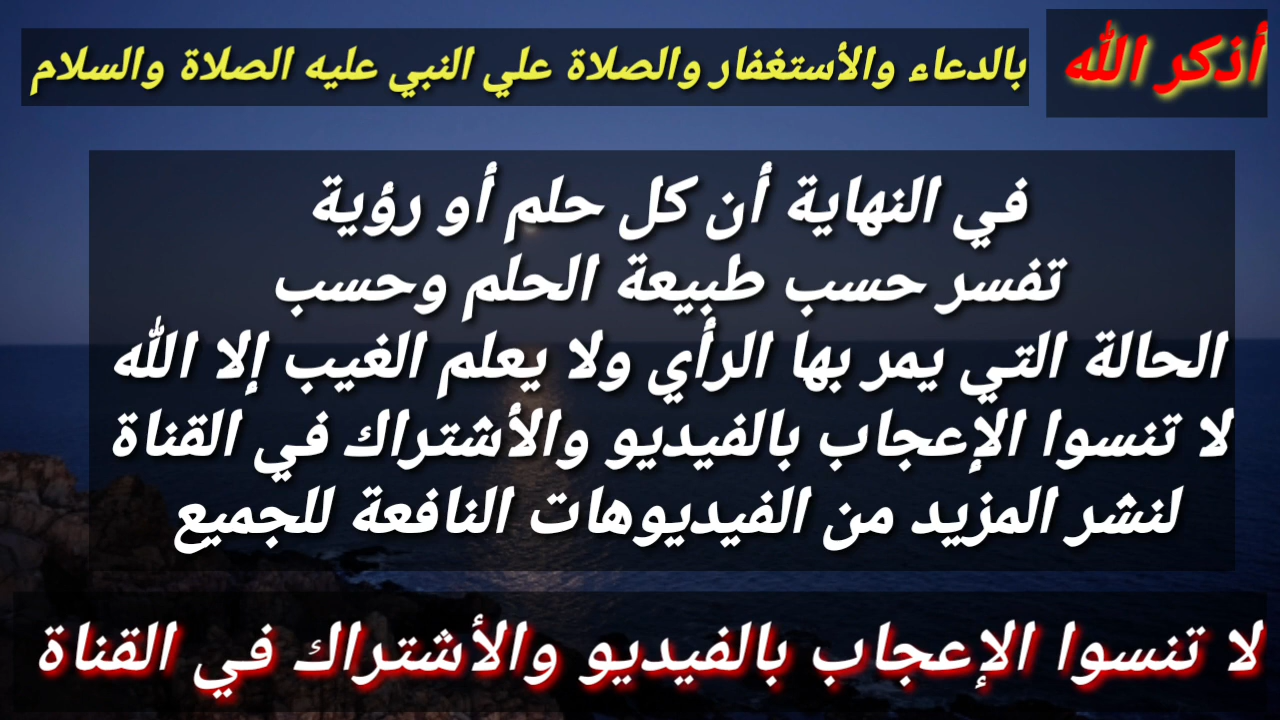 أذكر الله
بالدعاء والأستغفار والصلاة علي النبي عليه الصلاة والسلام
في النهاية أن كل حلم أو رؤية
تفسر حسب طبيعة الحلم وحسب
الحالة التي يمر بها الرأي ولا يعلم الغيب إلا الله
لا تنسوا الإعجاب بالفيديو والأشتراك في القناة
لنشر المزيد من الفيديوهات النافعة للجميع
لا تنسوا الإعجاب بالفيديو والأشتراك في القناة